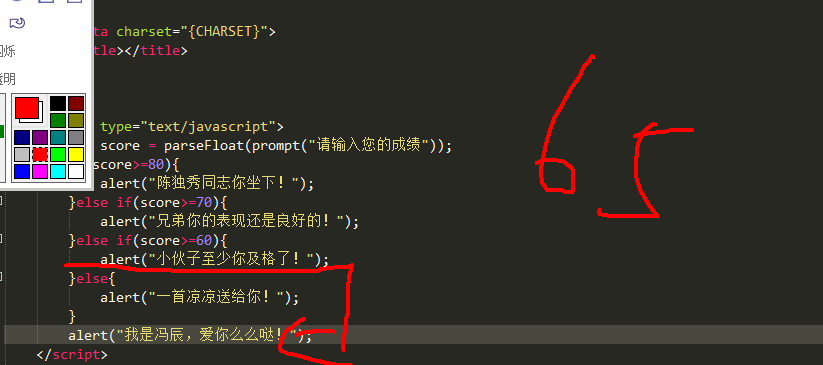 ta charset="{CHARSET}">
tle></title>
闪烁
透明
type="text/javascript">
score = parseFloat(prompt("请输入您的成绩"));
score>=80){
alert("陈独秀同志你坐下！");
}else if(score>=70){
alert("兄弟你的表现还是良好的！");
}else if(score>=60){
alert("小伙子至少你及格了！");
}else{
alert("一首凉凉送给你！");
}
alert("我是冯辰，爱你么么哒！");
</script>
65